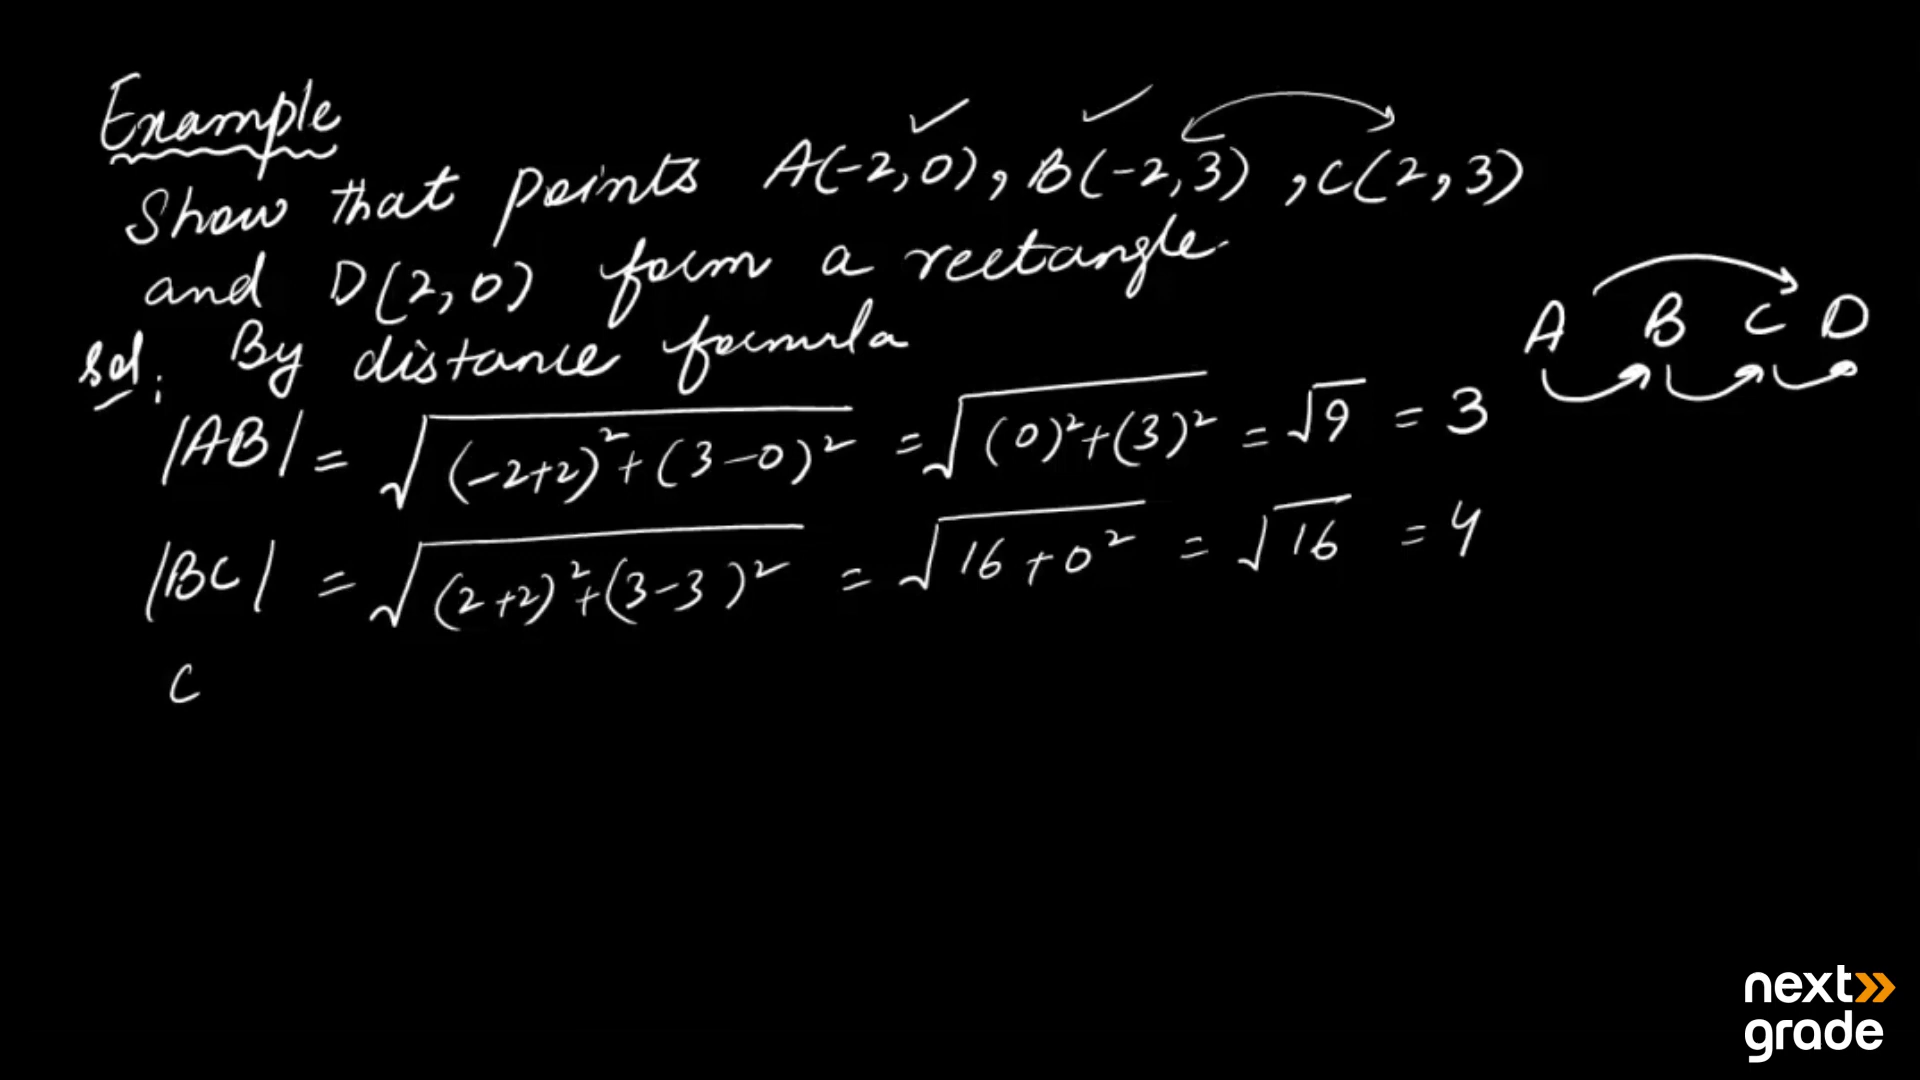 Example
Show that points A(-2,0), B(-2,3), C(2,3)
and D(2,0) form a rectangle.
A B C D
Sol: By distance formula
|AB| = √((-2+2)²+(3-0)²) = √((0)²+(3)²) = √9 = 3
|BC| = √((2+2)²+(3-3)²) = √(16+0²) = √16 = 4
C
next
grade